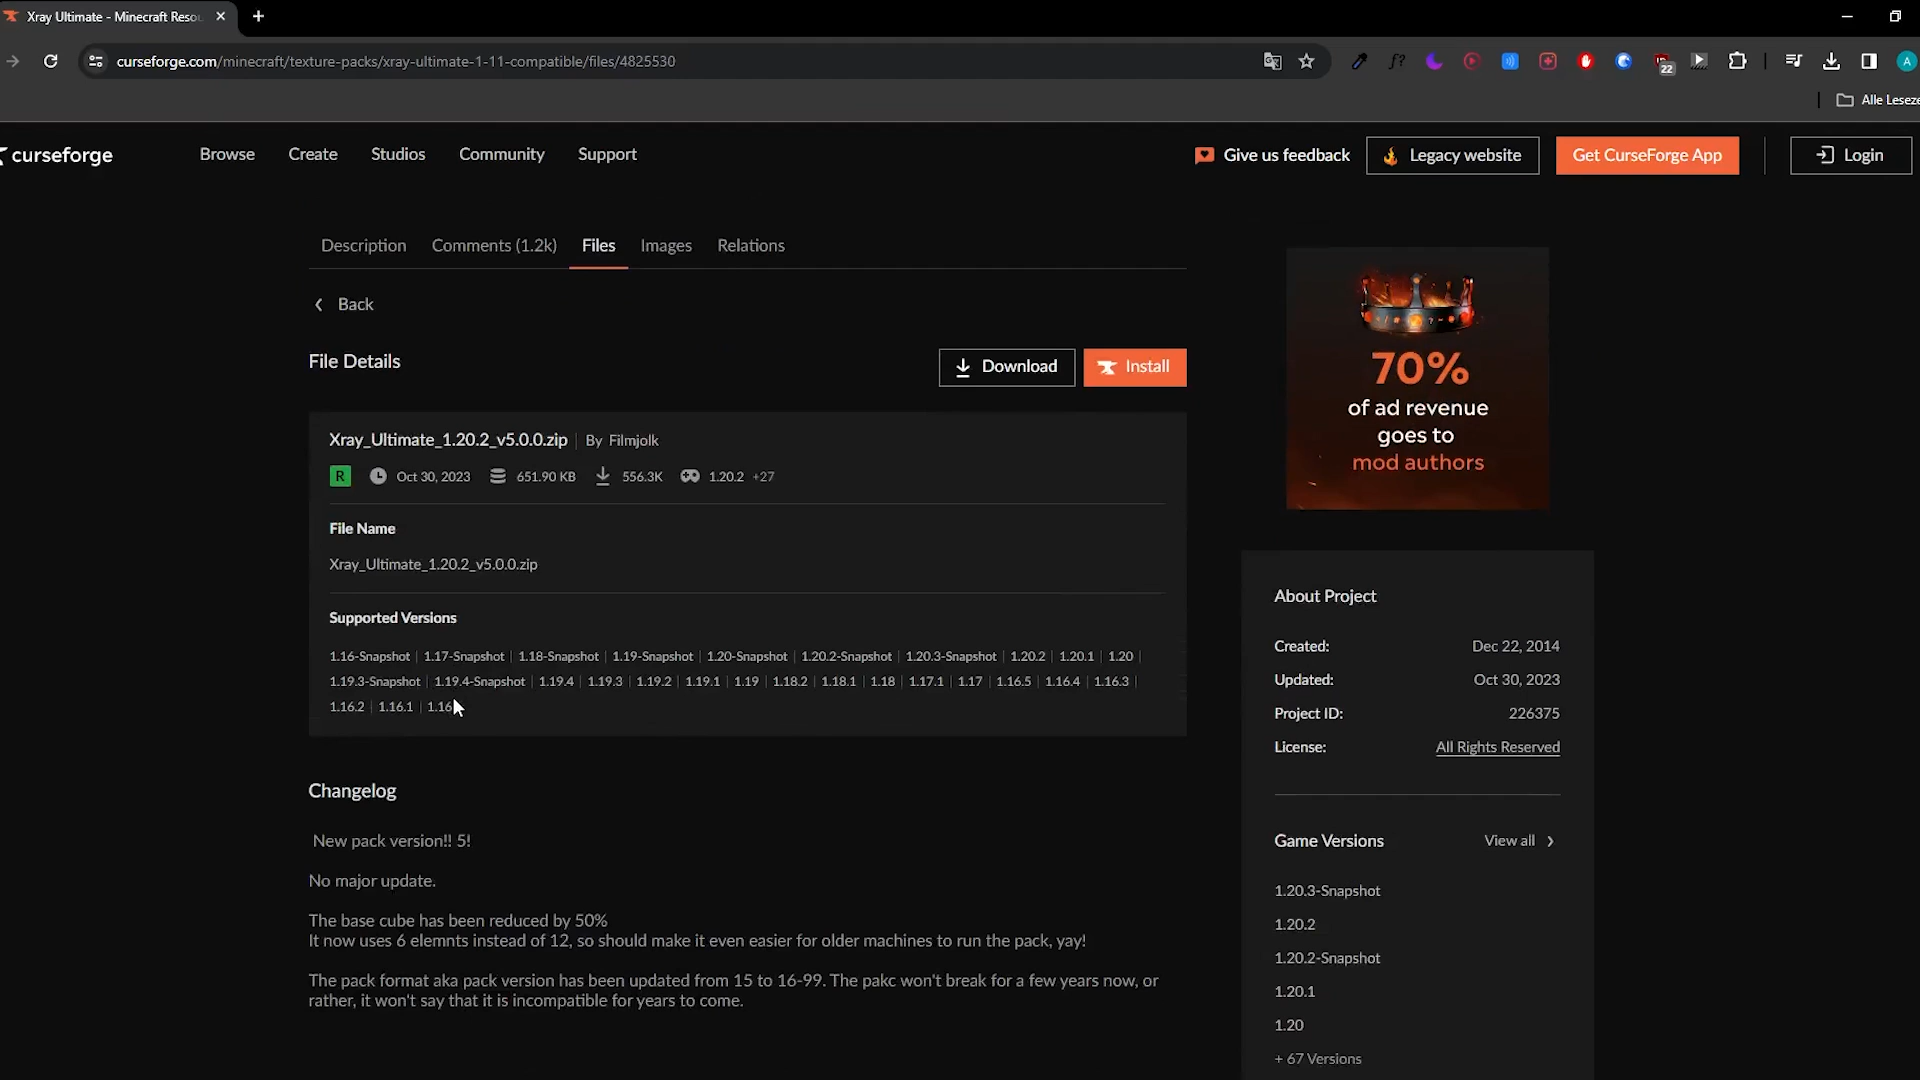 Xray Ultimate - Minecraft Resou
curseforge.com/minecraft/texture-packs/xray-ultimate-1-11-compatible/files/4825530
f?
22
A
Alle Leseze
curseforge
Browse
Create
Studios
Community
Support
Give us feedback
Legacy website
Get CurseForge App
Login
Description
Comments (1.2k)
Files
Images
Relations
Back
File Details
Download
Install
70%
of ad revenue
goes to
mod authors
Xray_Ultimate_1.20.2_v5.0.0.zip | By Filmjolk
R Oct 30, 2023 651.90 KB 556.3K 1.20.2 +27
File Name
Xray_Ultimate_1.20.2_v5.0.0.zip
Supported Versions
1.16-Snapshot | 1.17-Snapshot | 1.18-Snapshot | 1.19-Snapshot | 1.20-Snapshot | 1.20.2-Snapshot | 1.20.3-Snapshot | 1.20.2 | 1.20.1 | 1.20 |
1.19.3-Snapshot | 1.19.4-Snapshot | 1.19.4 | 1.19.3 | 1.19.2 | 1.19.1 | 1.19 | 1.18.2 | 1.18.1 | 1.18 | 1.17.1 | 1.17 | 1.16.5 | 1.16.4 | 1.16.3 |
1.16.2 | 1.16.1 | 1.16
Changelog
New pack version!! 5!
No major update.
The base cube has been reduced by 50%
It now uses 6 elemnts instead of 12, so should make it even easier for older machines to run the pack, yay!
The pack format aka pack version has been updated from 15 to 16-99. The pakc won't break for a few years now, or
rather, it won't say that it is incompatible for years to come.
About Project
Created: Dec 22, 2014
Updated: Oct 30, 2023
Project ID: 226375
License: All Rights Reserved
Game Versions View all
1.20.3-Snapshot
1.20.2
1.20.2-Snapshot
1.20.1
1.20
+ 67 Versions